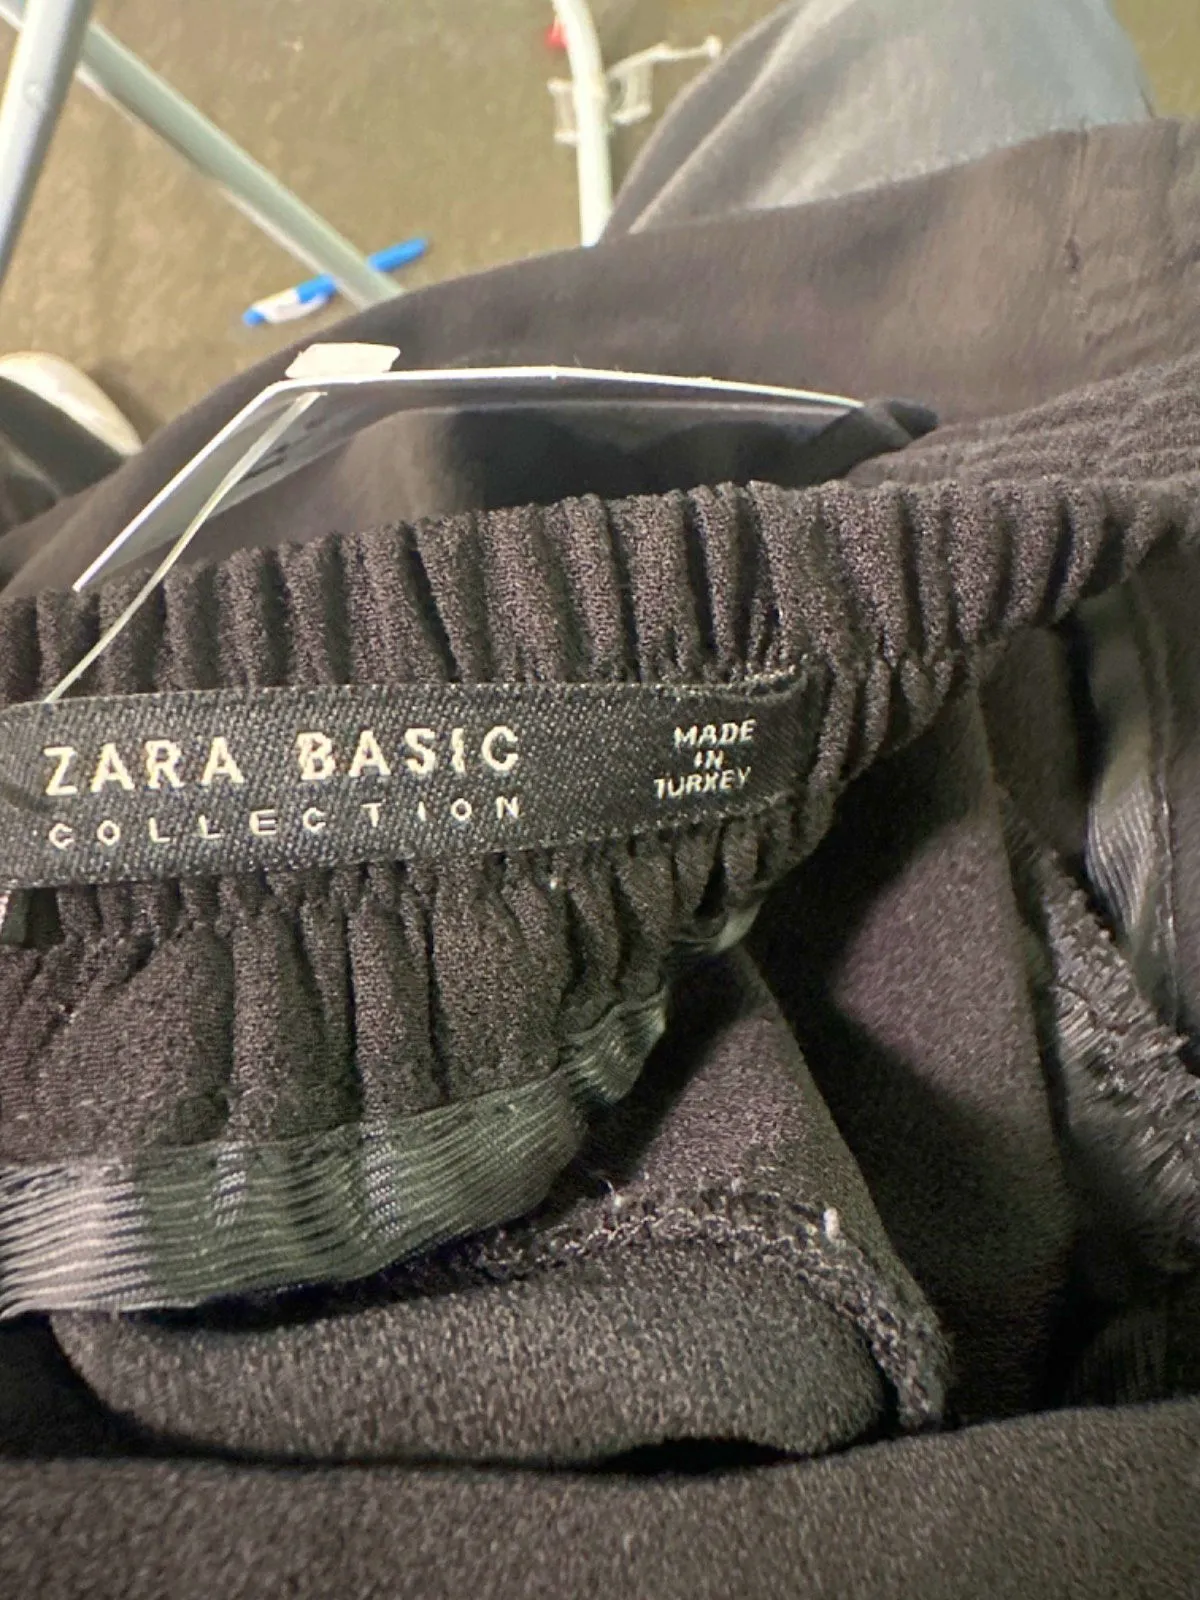 ZARA BASIC
COLLECTION
MADE
IN
TURKEY